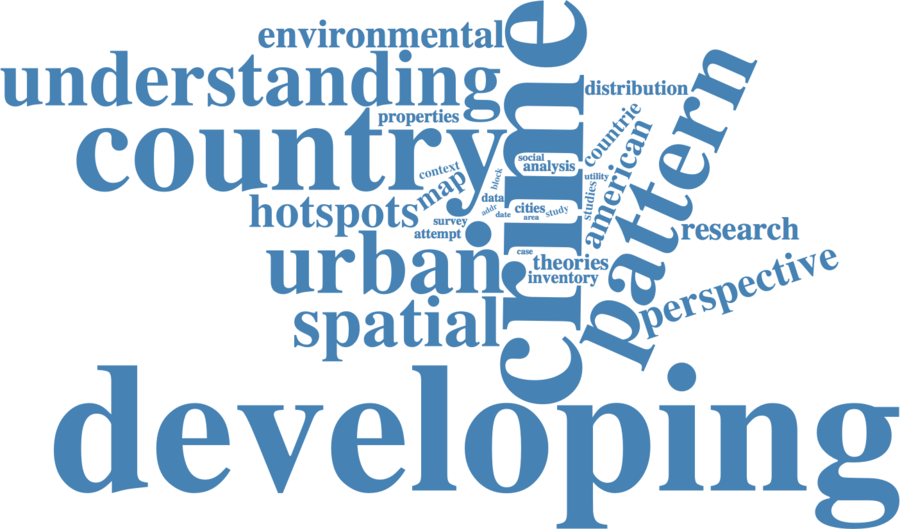 environmental
understanding
crime
distribution
properties
country
pattern
countrie
american
social
analysis
context
map
block
utility
studies
hotspots
data
addr
date
cities
area
study
survey
attempt
research
urban
case
theories
inventory
perspective
spatial
developing